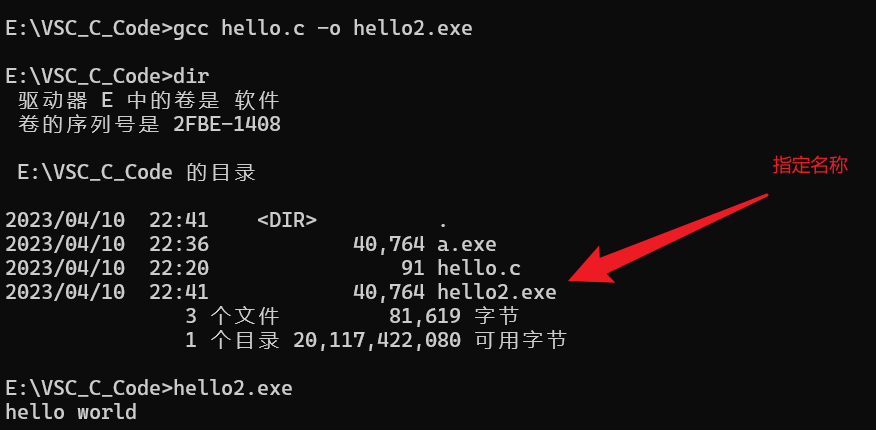 E:\VSC_C_Code>gcc hello.c -o hello2.exe
E:\VSC_C_Code>dir
驱动器 E 中的卷是 软件
卷的序列号是 2FBE-1408
E:\VSC_C_Code 的目录
指定名称
2023/04/10  22:41    <DIR>          .
2023/04/10  22:36            40,764 a.exe
2023/04/10  22:20                91 hello.c
2023/04/10  22:41            40,764 hello2.exe
3 个文件         81,619 字节
1 个目录 20,117,422,080 可用字节
E:\VSC_C_Code>hello2.exe
hello world